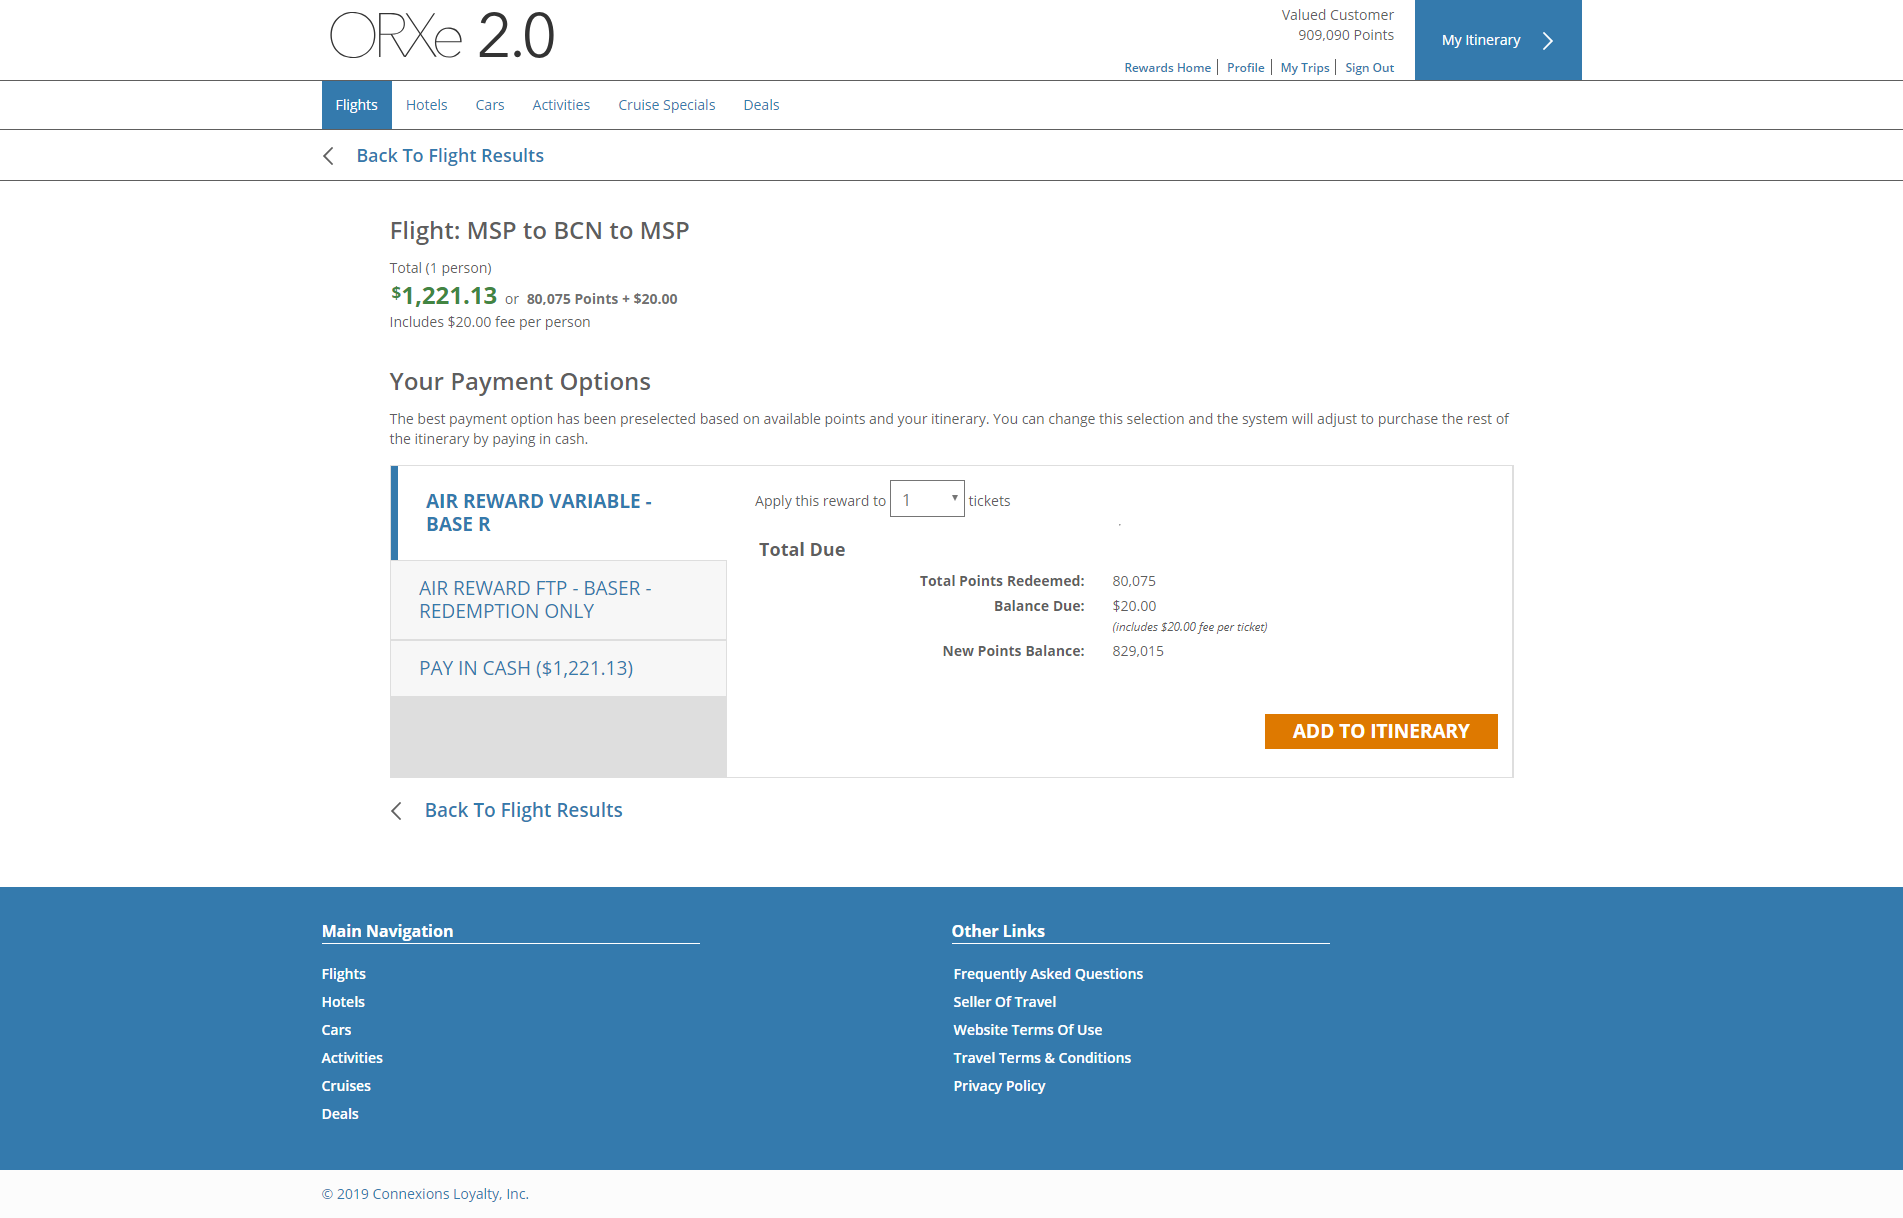 ORXe 2.0
Valued Customer
909,090 Points
Rewards Home
Profile
My Trips
Sign Out
My Itinerary
Flights
Hotels
Cars
Activities
Cruise Specials
Deals
Back To Flight Results
Flight: MSP to BCN to MSP
Total (1 person)
$1,221.13 or 80,075 Points + $20.00
Includes $20.00 fee per person
Your Payment Options
The best payment option has been preselected based on available points and your itinerary. You can change this selection and the system will adjust to purchase the rest of
the itinerary by paying in cash.
AIR REWARD VARIABLE -
BASE R
AIR REWARD FTP - BASER -
REDEMPTION ONLY
PAY IN CASH ($1,221.13)
Apply this reward to 1 tickets
Total Due
Total Points Redeemed: 80,075
Balance Due: $20.00
(includes $20.00 fee per ticket)
New Points Balance: 829,015
ADD TO ITINERARY
Back To Flight Results
Main Navigation
Flights
Hotels
Cars
Activities
Cruises
Deals
Other Links
Frequently Asked Questions
Seller Of Travel
Website Terms Of Use
Travel Terms & Conditions
Privacy Policy
© 2019 Connexions Loyalty, Inc.